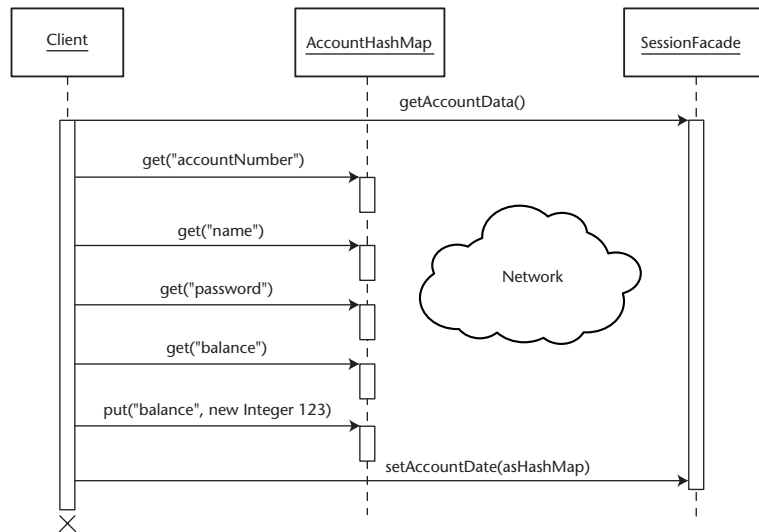 Client
AccountHashMap
SessionFacade
getAccountData()
get("accountNumber")
get("name")
Network
get("password")
get("balance")
put("balance", new Integer 123)
setAccountDate(asHashMap)